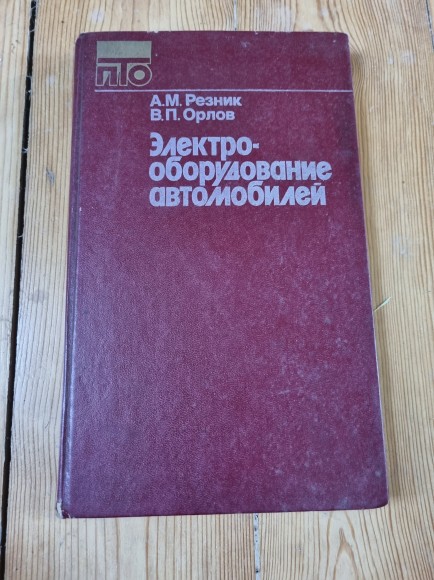 ПТО
А.М. Резник
В.П. Орлов
Электро-
оборудование
автомобилей